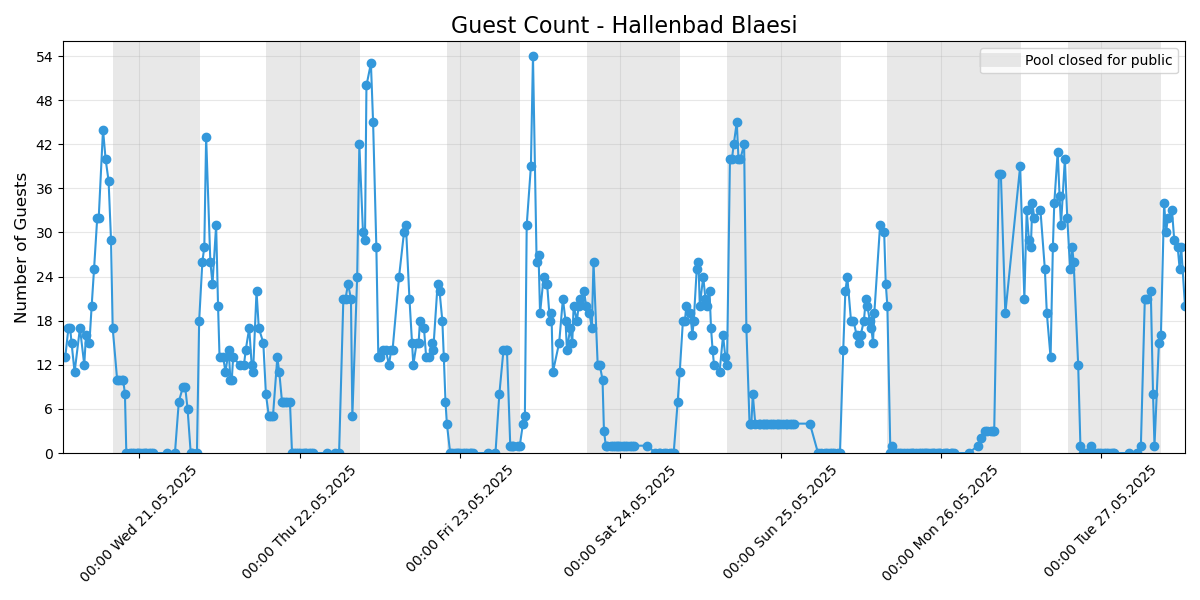 Guest Count - Hallenbad Blaesi
Pool closed for public
Number of Guests
54
48
42
36
30
24
18
12
6
0
00:00 Wed 21.05.2025
00:00 Thu 22.05.2025
00:00 Fri 23.05.2025
00:00 Sat 24.05.2025
00:00 Sun 25.05.2025
00:00 Mon 26.05.2025
00:00 Tue 27.05.2025